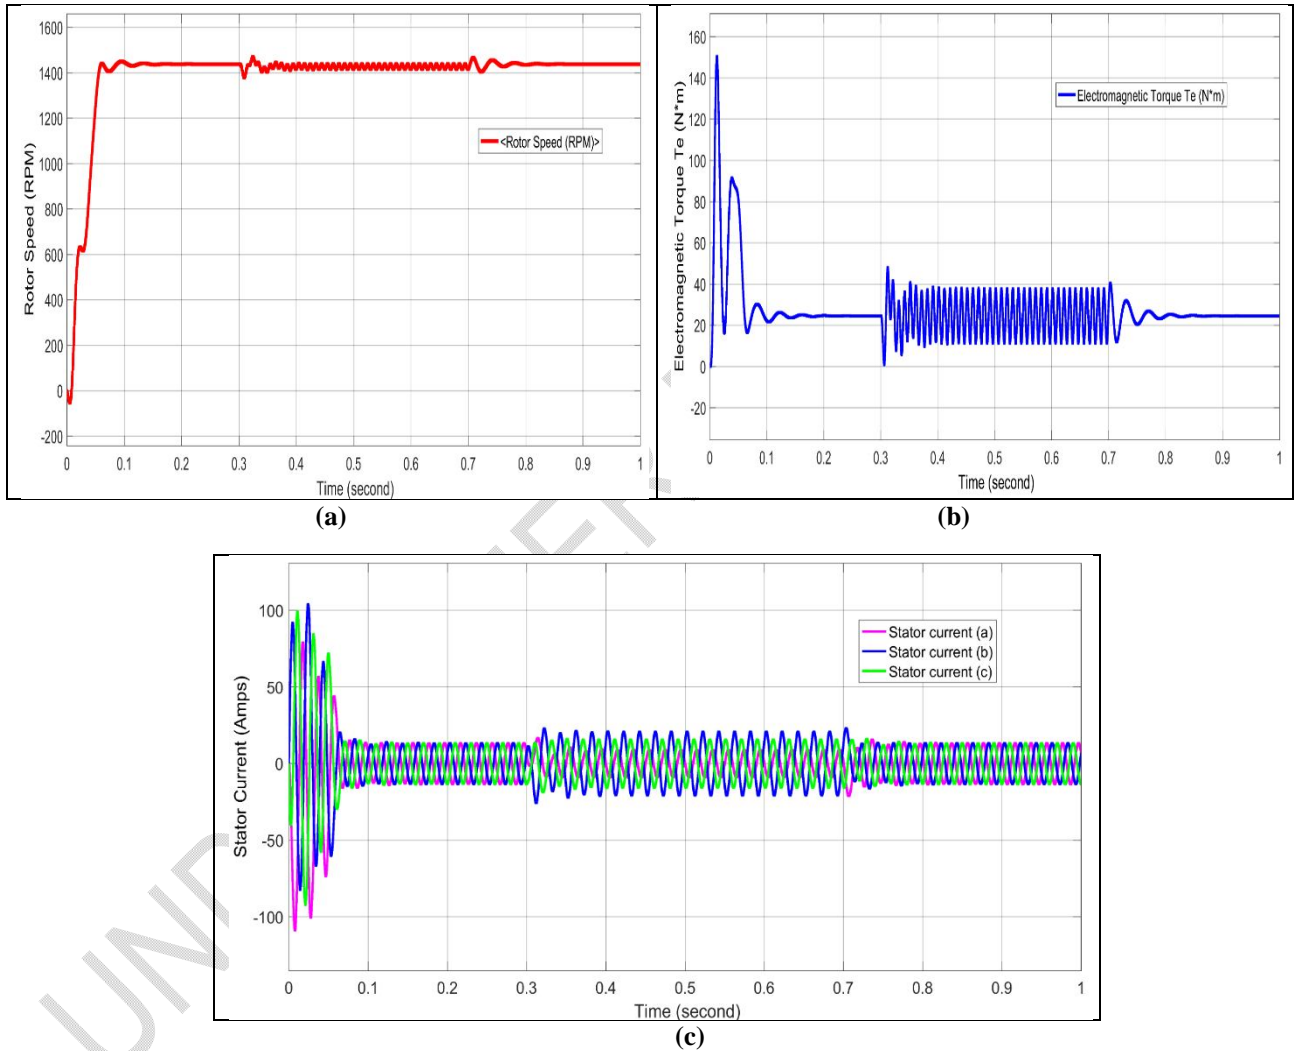 1600
1400
1200
1000
800
600
400
200
0
-200
Rotor Speed (RPM)
<Rotor Speed (RPM)>
0 0.1 0.2 0.3 0.4 0.5 0.6 0.7 0.8 0.9 1
Time (second)
(a)
160
140
120
100
80
60
40
20
0
-20
Electromagnetic Torque Te (N*m)
Electromagnetic Torque Te (N*m)
0 0.1 0.2 0.3 0.4 0.5 0.6 0.7 0.8 0.9 1
Time (second)
(b)
100
50
0
-50
-100
Stator Current (Amps)
Stator current (a)
Stator current (b)
Stator current (c)
0 0.1 0.2 0.3 0.4 0.5 0.6 0.7 0.8 0.9 1
Time (second)
(c)